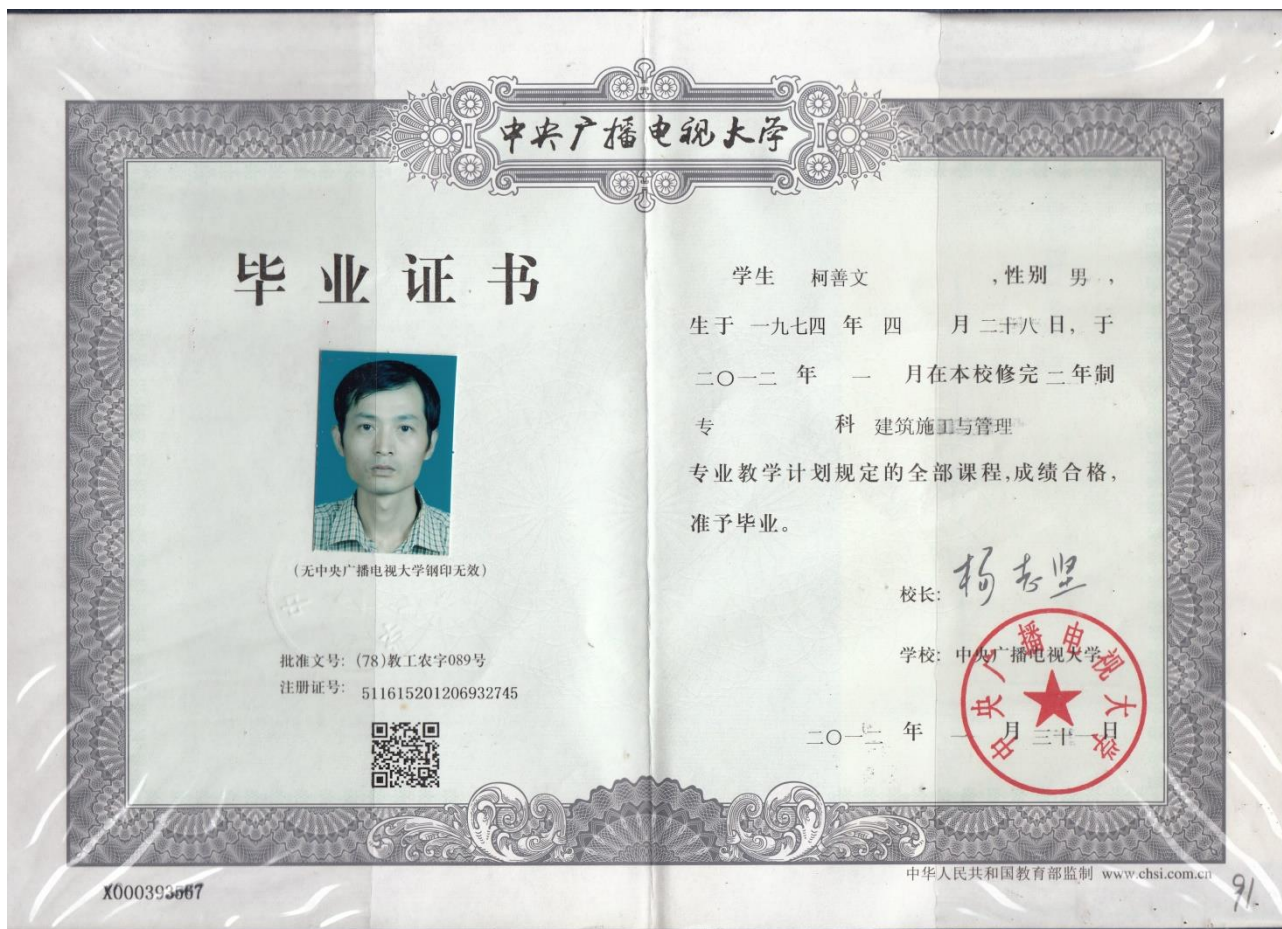 中央广播电视大学
毕业证书
(无中央广播电视大学钢印无效)
批准文号: (78)教工农字089号
注册证号: 511615201206932745
学生 柯善文 ,性别 男 ,
生于 一九七四 年 四 月 二十八 日, 于
二〇一二 年 一 月在本校修完 二 年制
专 科 建筑施工与管理
专业教学计划规定的全部课程,成绩合格,
准予毕业。
校长: 杨志坚
学校: 中央广播电视大学
中央广播电视大学
二〇一二 年 一 月 三十一 日
中华人民共和国教育部监制 www.chsi.com.cn
X000393567
91.